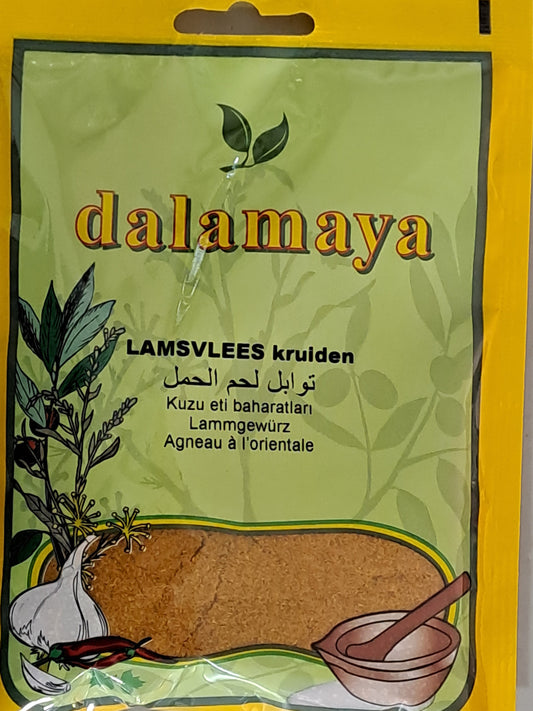 dalamaya
LAMSVLEES kruiden
توابل لحم الحمل
Kuzu eti baharatları
Lammgewürz
Agneau à l'orientale